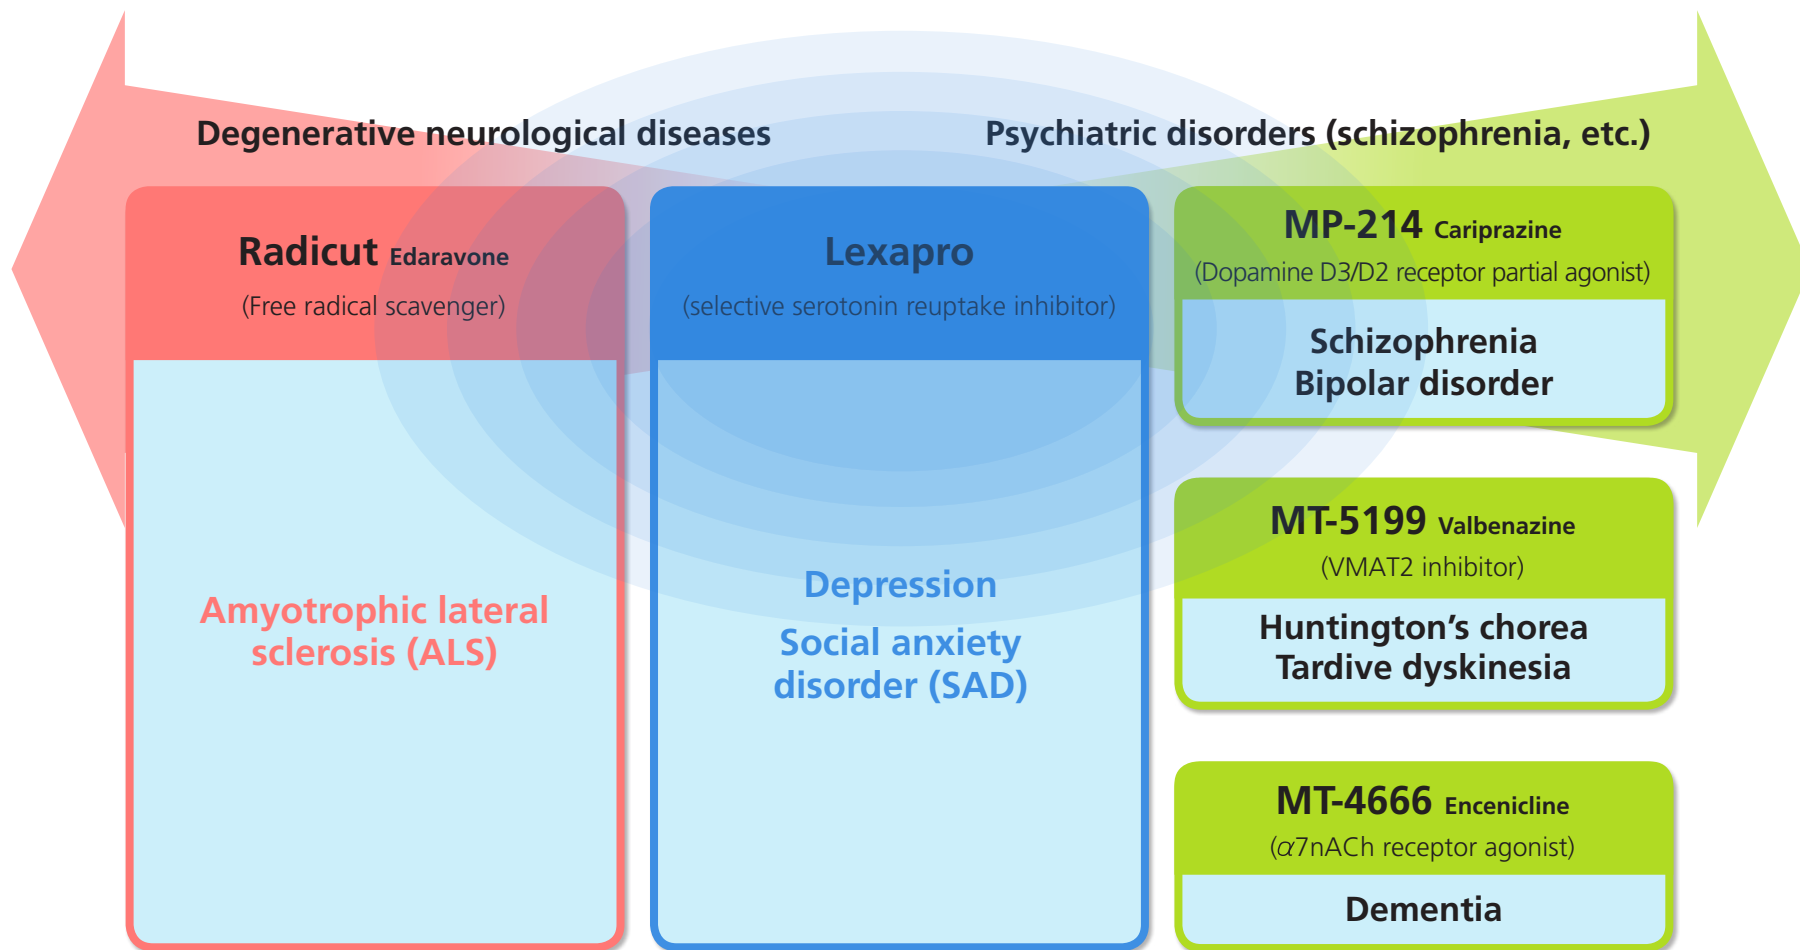 Degenerative neurological diseases
Psychiatric disorders (schizophrenia, etc.)
Radicut Edaravone
(Free radical scavenger)
Amyotrophic lateral
sclerosis (ALS)
Lexapro
(selective serotonin reuptake inhibitor)
Depression
Social anxiety
disorder (SAD)
MP-214 Cariprazine
(Dopamine D3/D2 receptor partial agonist)
Schizophrenia
Bipolar disorder
MT-5199 Valbenazine
(VMAT2 inhibitor)
Huntington’s chorea
Tardive dyskinesia
MT-4666 Encenicline
(α7nACh receptor agonist)
Dementia